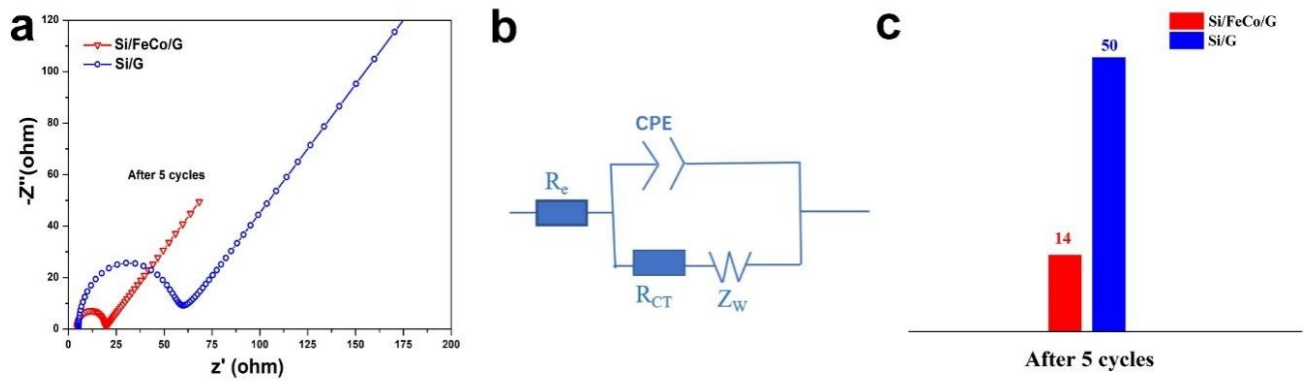 a
120
100
80
60
40
20
0
-Z''(ohm)
Si/FeCo/G
Si/G
After 5 cycles
0 25 50 75 100 125 150 175 200
z' (ohm)
b
CPE
Re
RCT
ZW
c
Si/FeCo/G
Si/G
50
14
After 5 cycles